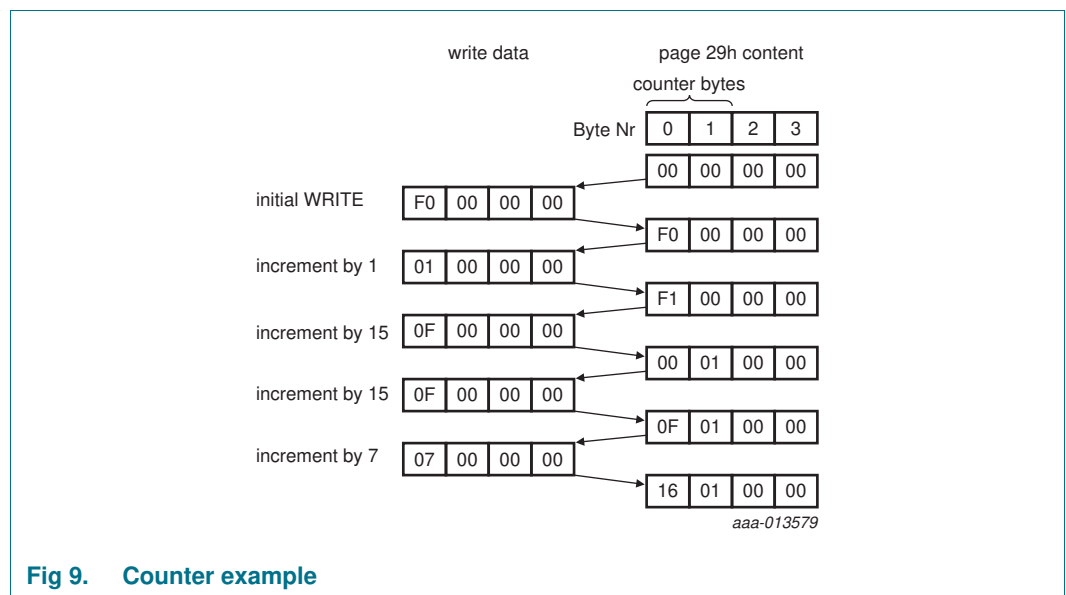 write data page 29h content
counter bytes
Byte Nr 0 1 2 3
00 00 00 00
initial WRITE F0 00 00 00
F0 00 00 00
increment by 1 01 00 00 00
F1 00 00 00
increment by 15 0F 00 00 00
00 01 00 00
increment by 15 0F 00 00 00
0F 01 00 00
increment by 7 07 00 00 00
16 01 00 00
aaa-013579
Fig 9. Counter example